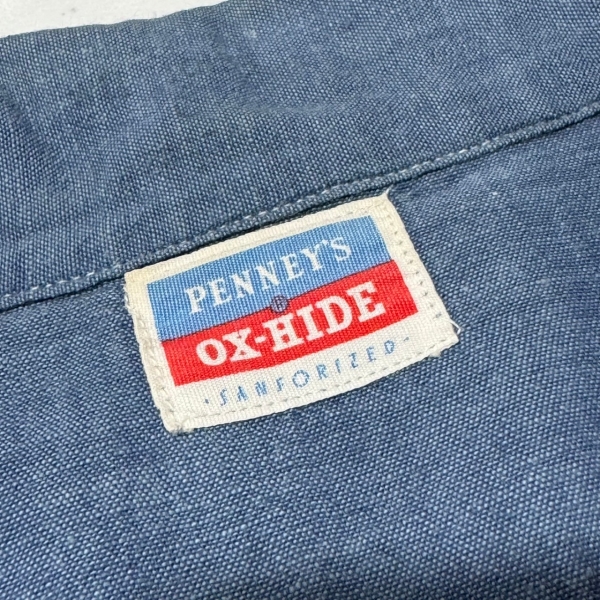 PENNEY'S
®
OX-HIDE
·SANFORIZED·